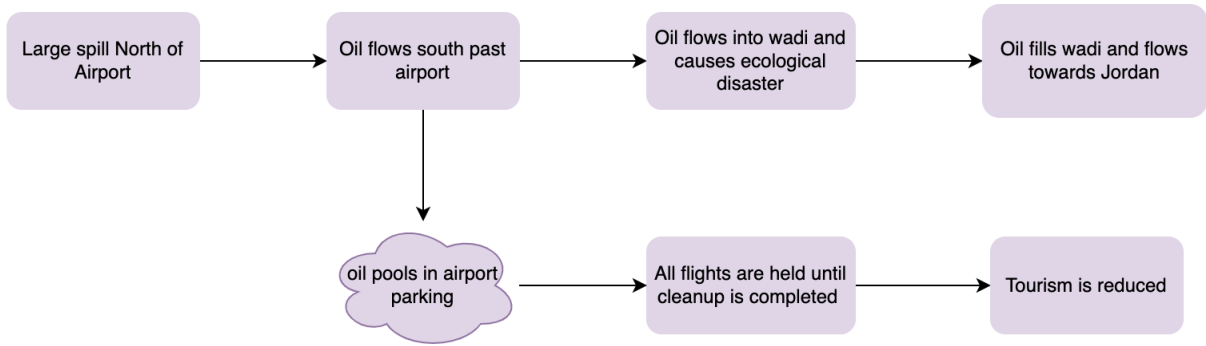 Large spill North of
Airport
Oil flows south past
airport
Oil flows into wadi and
causes ecological
disaster
Oil fills wadi and flows
towards Jordan
oil pools in airport
parking
All flights are held until
cleanup is completed
Tourism is reduced